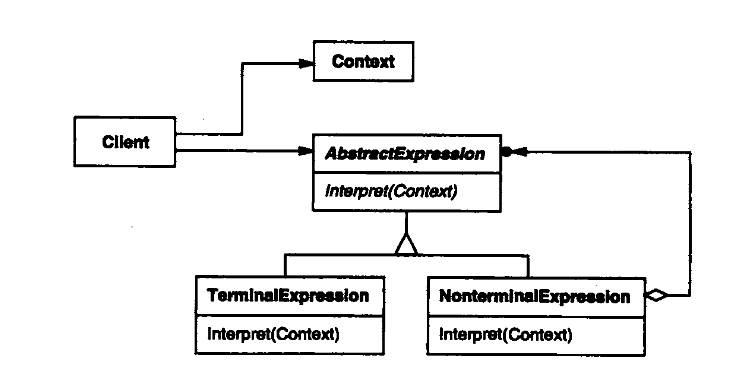 Context
Client
AbstractExpression
Interpret(Context)
TerminalExpression
Interpret(Context)
NonterminalExpression
Interpret(Context)